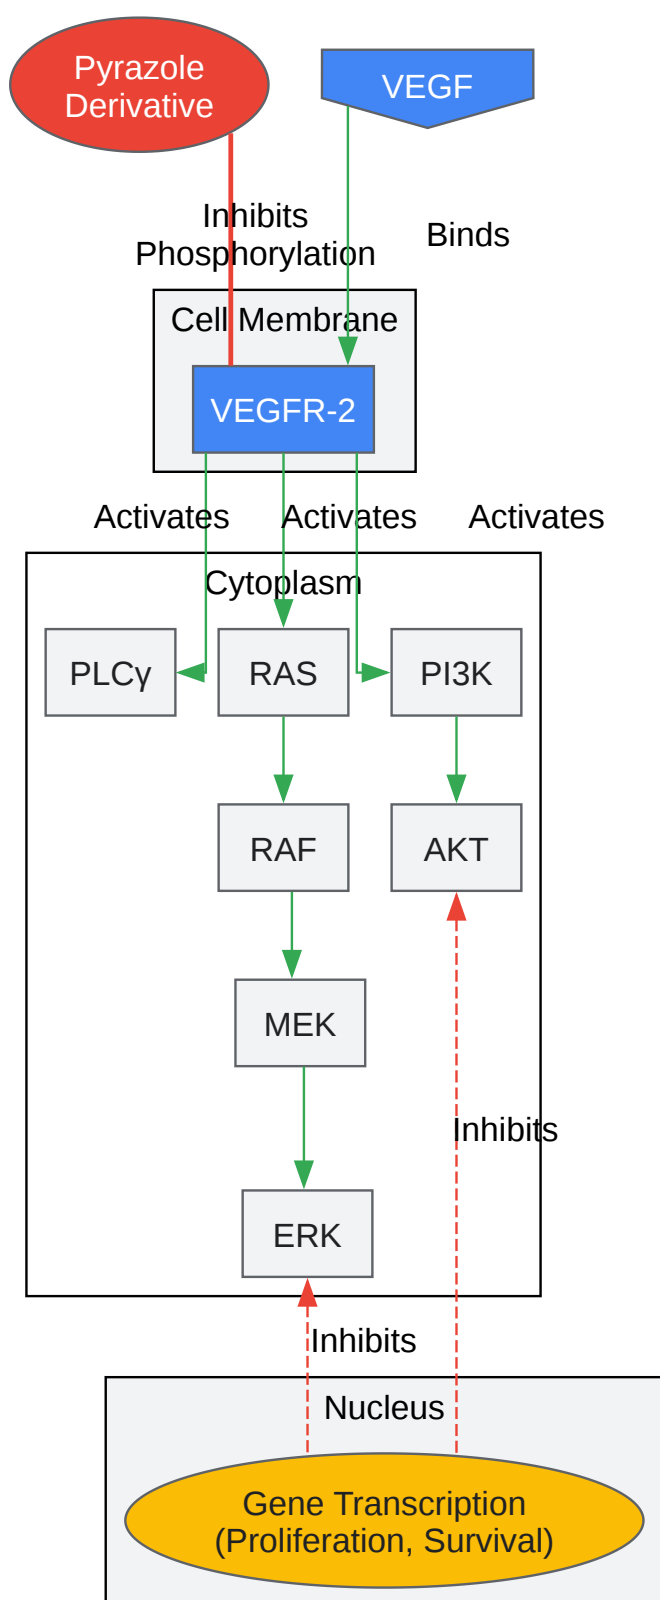 Pyrazole
Derivative
VEGF
Inhibits
Phosphorylation
Binds
Cell Membrane
VEGFR-2
Activates
Activates
Activates
Cytoplasm
PLCγ
RAS
PI3K
RAF
AKT
MEK
Inhibits
ERK
Inhibits
Nucleus
Gene Transcription
(Proliferation, Survival)